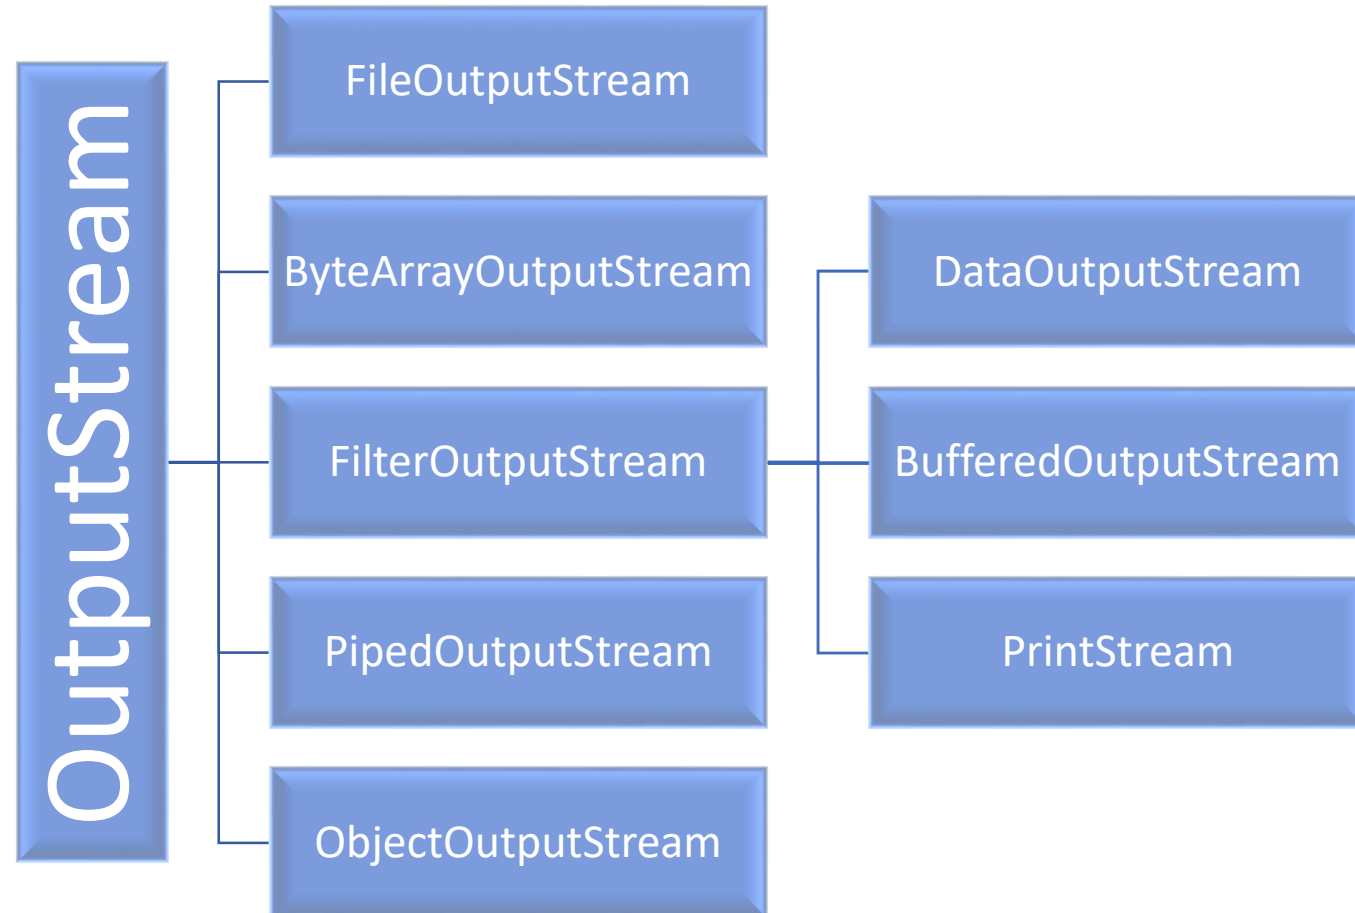 OutputStream
FileOutputStream
ByteArrayOutputStream
FilterOutputStream
PipedOutputStream
ObjectOutputStream
DataOutputStream
BufferedOutputStream
PrintStream